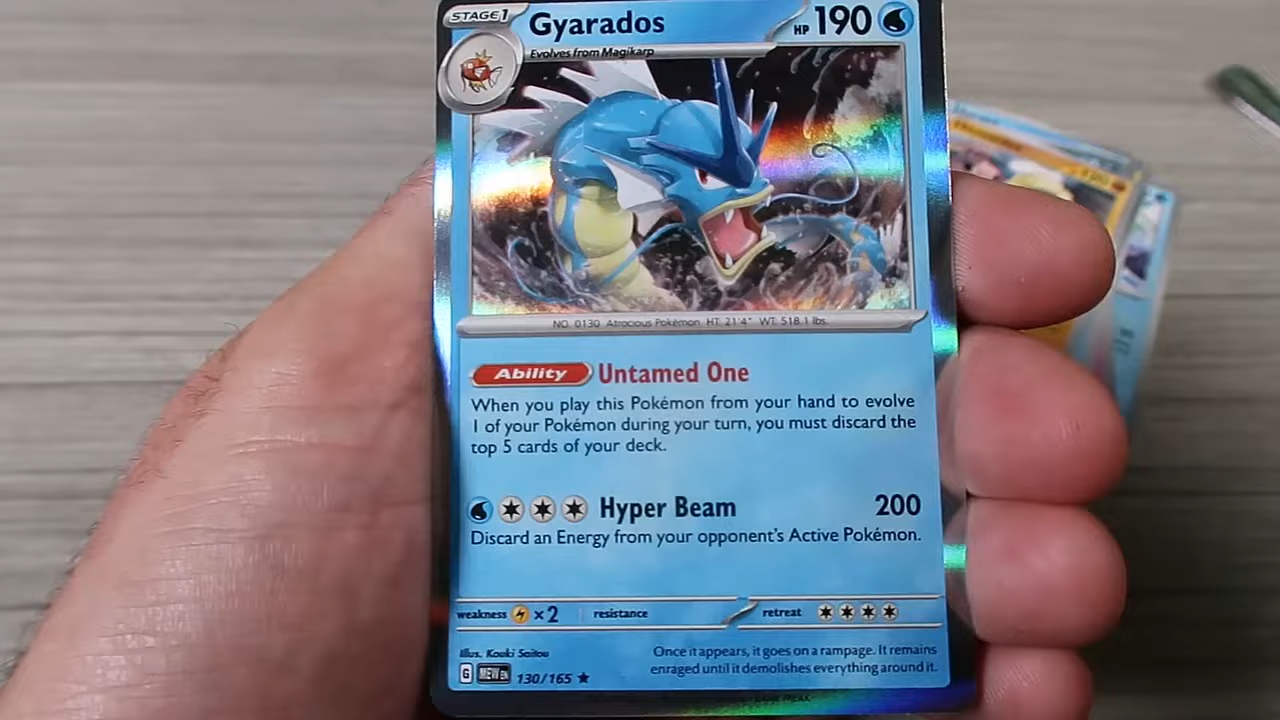 STAGE 1 Gyarados HP 190
Evolves from Magikarp
NO. 0130 Atrocious Pokémon HT: 21'4" WT: 518.1 lbs.
Ability Untamed One
When you play this Pokémon from your hand to evolve
1 of your Pokémon during your turn, you must discard the
top 5 cards of your deck.
Hyper Beam 200
Discard an Energy from your opponent's Active Pokémon.
weakness ×2 resistance retreat
Illus. Kouki Saitou
Once it appears, it goes on a rampage. It remains
enraged until it demolishes everything around it.
G MEW EN 130/165